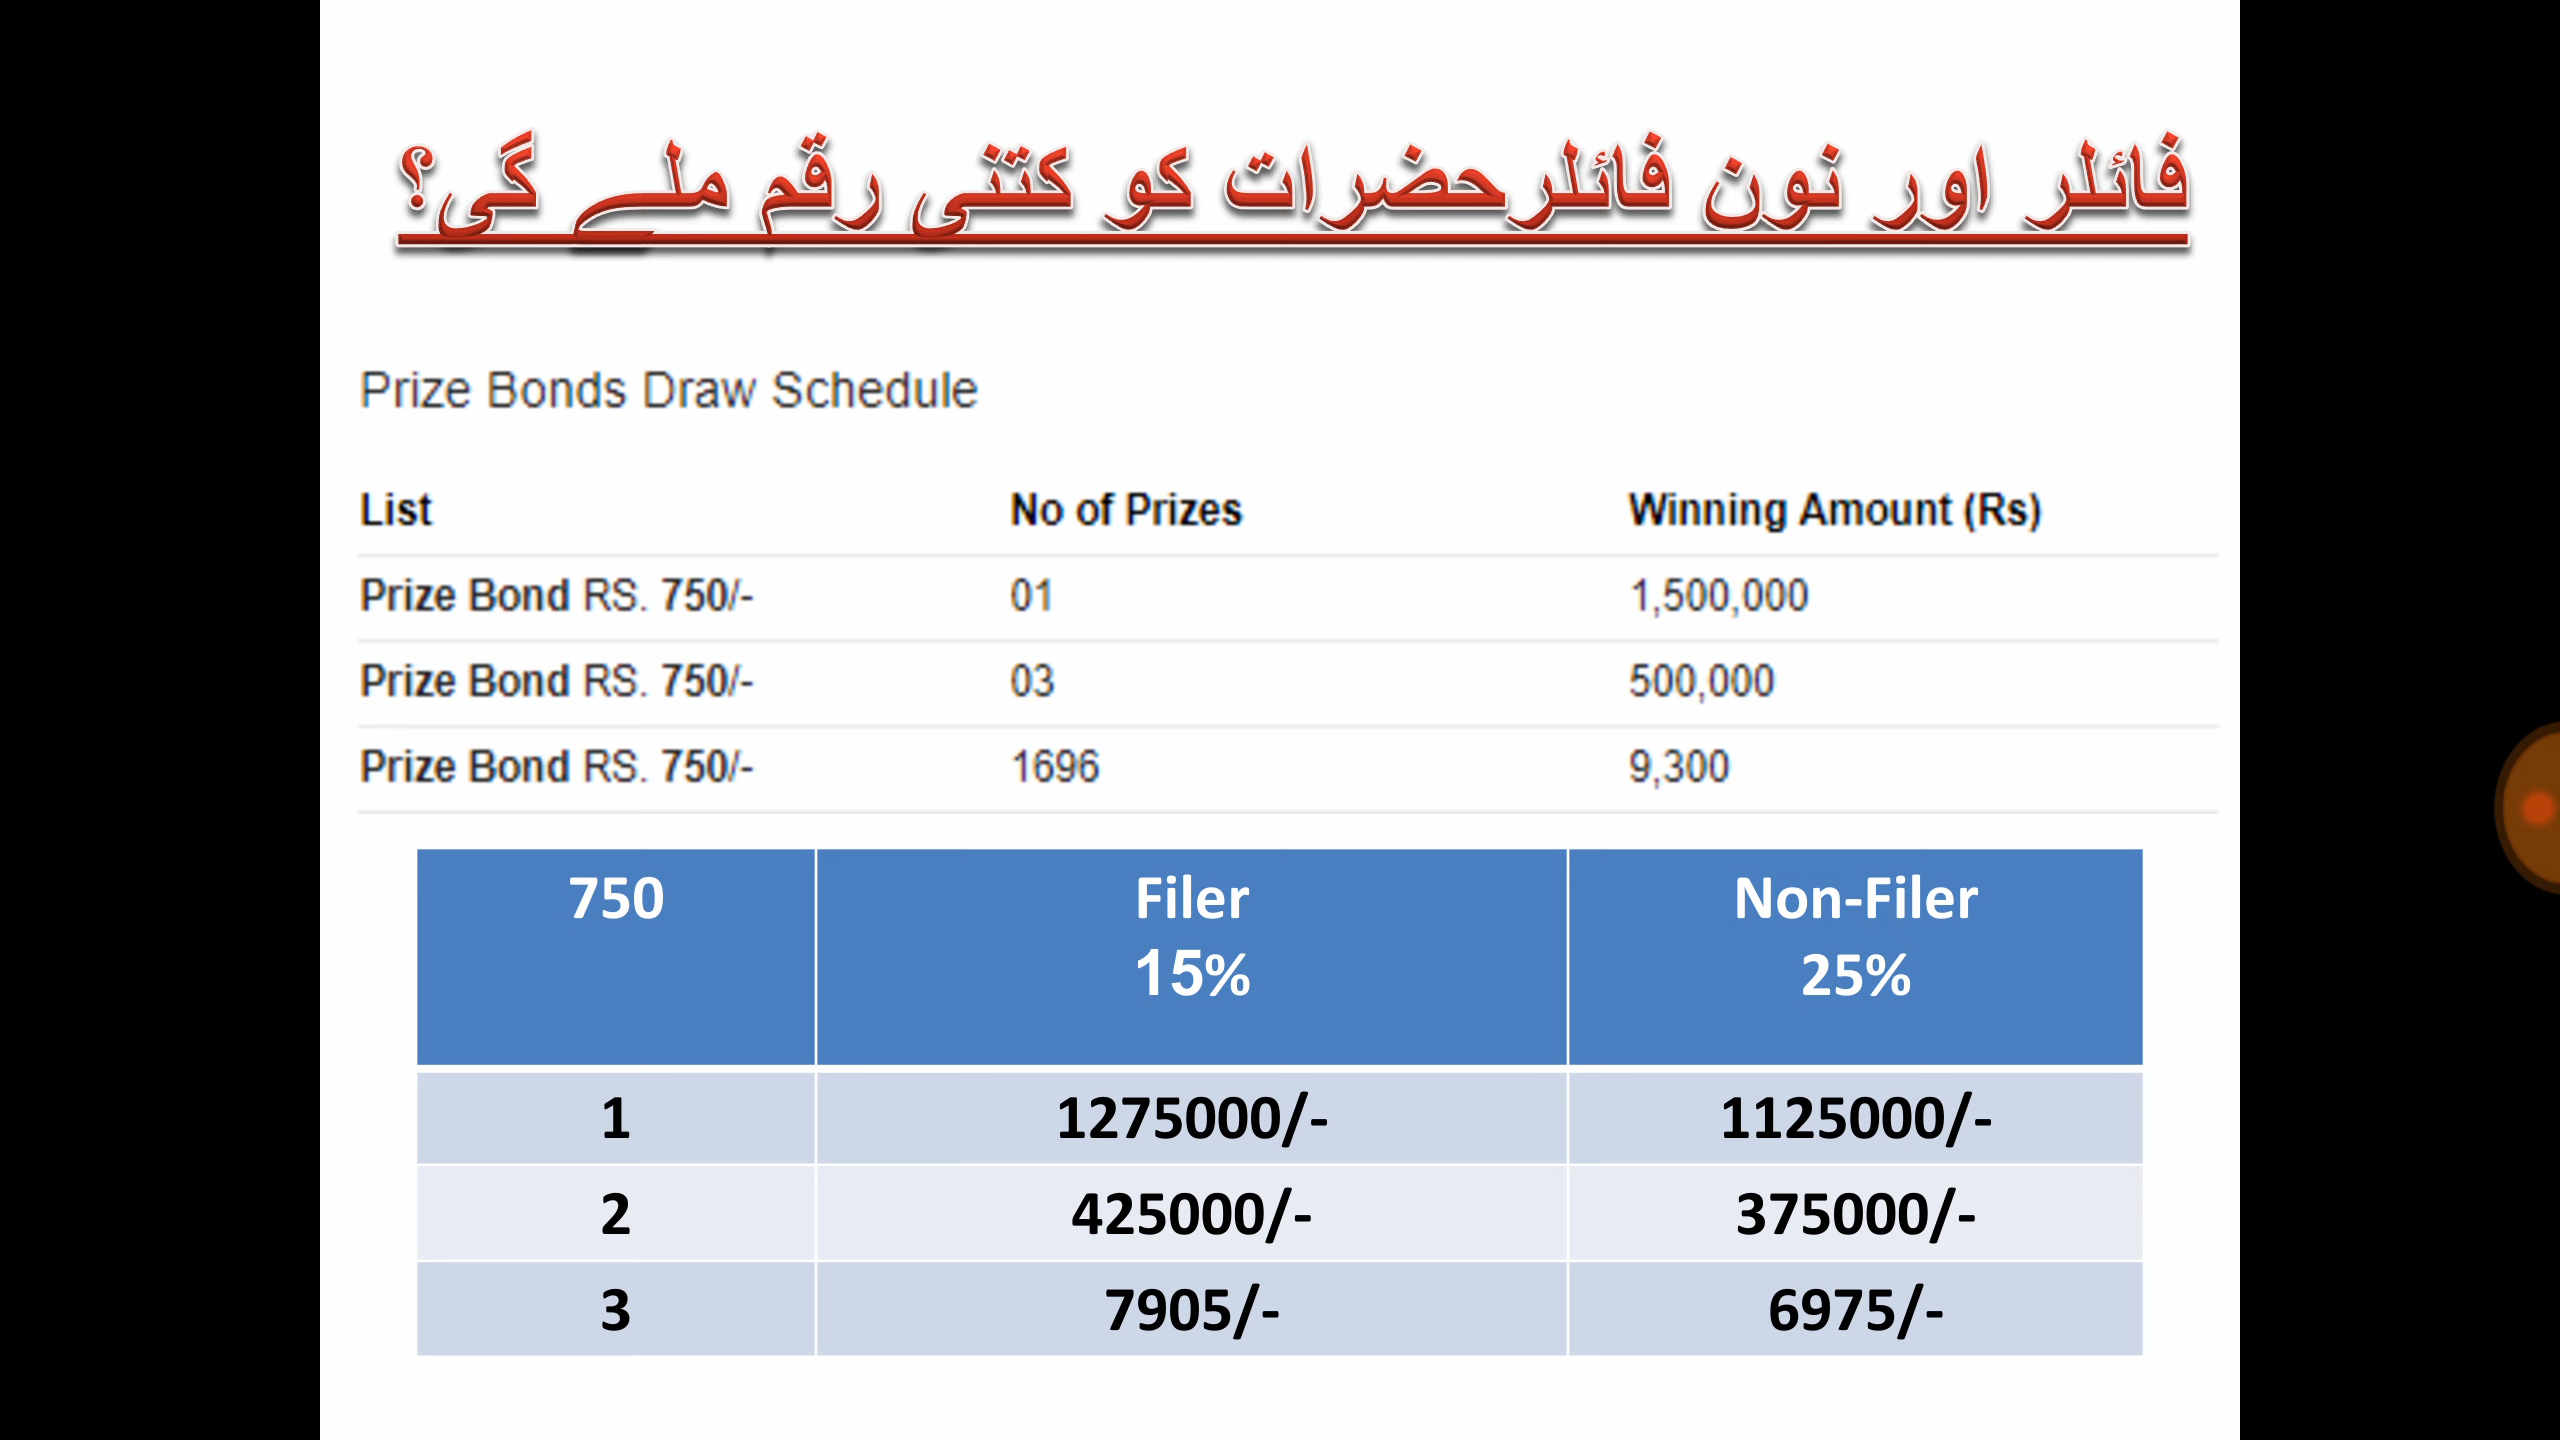 فائلر اور نون فائلرحضرات کو کتنی رقم ملے گی؟
Prize Bonds Draw Schedule
List No of Prizes Winning Amount (Rs)
Prize Bond RS. 750/- 01 1,500,000
Prize Bond RS. 750/- 03 500,000
Prize Bond RS. 750/- 1696 9,300
750 Filer Non-Filer
15% 25%
1 1275000/- 1125000/-
2 425000/- 375000/-
3 7905/- 6975/-